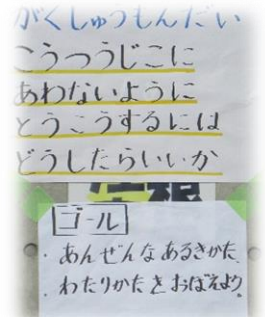 がくしゅうもんだい
こうつうじこに
あわないように
とうこうするには
どうしたらいいか
ゴール
・あんぜんなあるきかた
・わたりかたをおぼえよう。